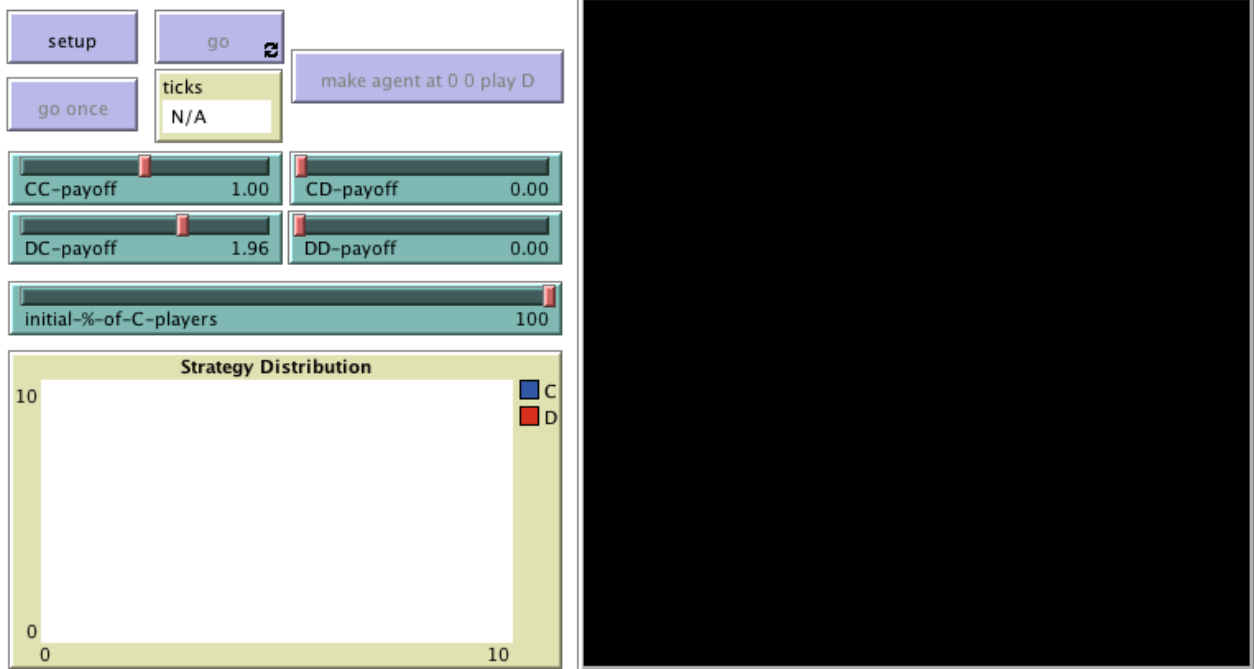 setup
go
make agent at 0 0 play D
go once
ticks
N/A
CC-payoff 1.00
CD-payoff 0.00
DC-payoff 1.96
DD-payoff 0.00
initial-%-of-C-players 100
Strategy Distribution
10
C
D
0
0 10